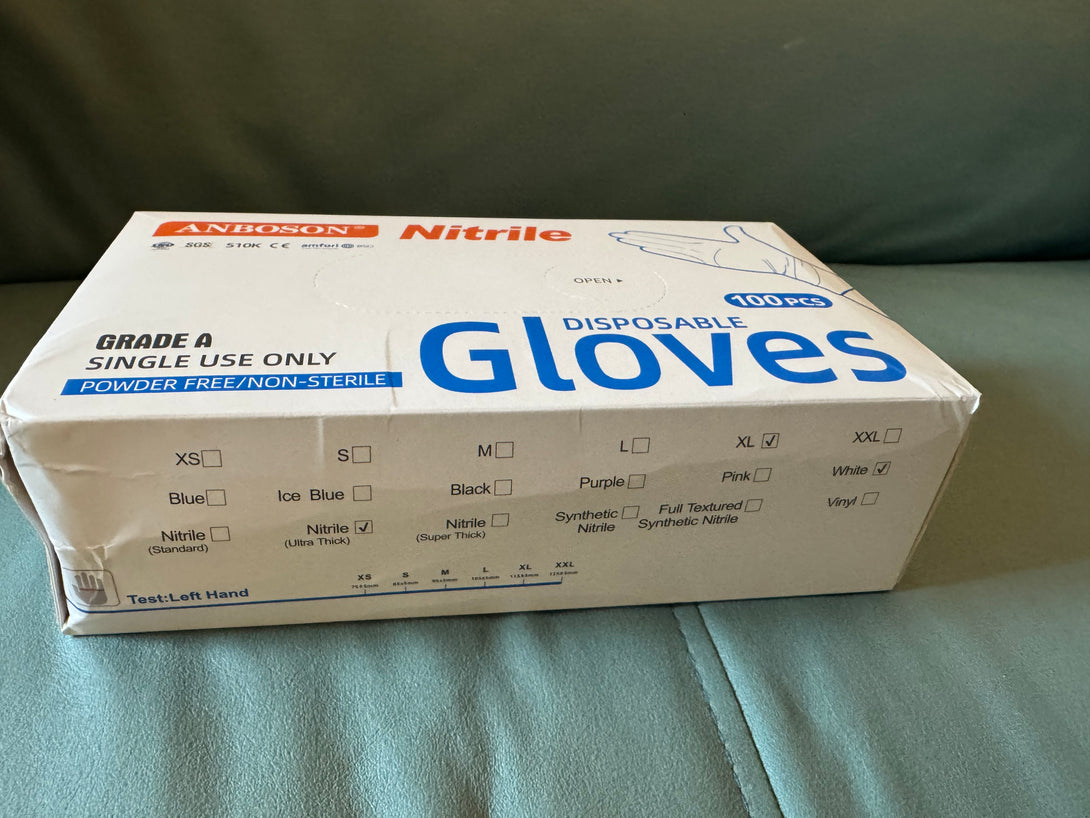 ANBOSON®
Nitrile
SGS 510K CE amfori
OPEN ▸
100 PCS
DISPOSABLE
Gloves
GRADE A
SINGLE USE ONLY
POWDER FREE/NON-STERILE
XS☐ S☐ M☐ L☐ XL☑ XXL☐
Blue☐ Ice Blue☐ Black☐ Purple☐ Pink☐ White☑
Nitrile☐ (Standard) Nitrile☑ (Ultra Thick) Nitrile☐ (Super Thick) Synthetic Nitrile☐ Full Textured Synthetic Nitrile☐ Vinyl☐
XS S M L XL XXL
Test:Left Hand